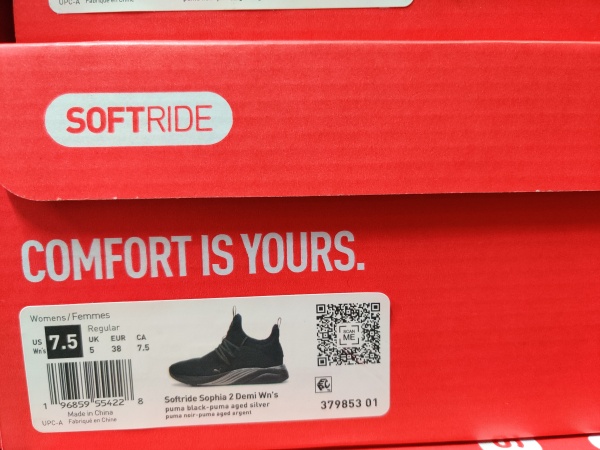 UPC-A Fabriqué en Chine
SOFTRIDE
COMFORT IS YOURS.
Womens/Femmes
Regular
US UK EUR CA
Wn's 7.5 5 38 7.5
SCAN
ME
1 96859 55422 8
Made in China
UPC-A Fabriqué en Chine
Softride Sophia 2 Demi Wn's
puma black-puma aged silver
puma noir-puma aged argent
379853 01